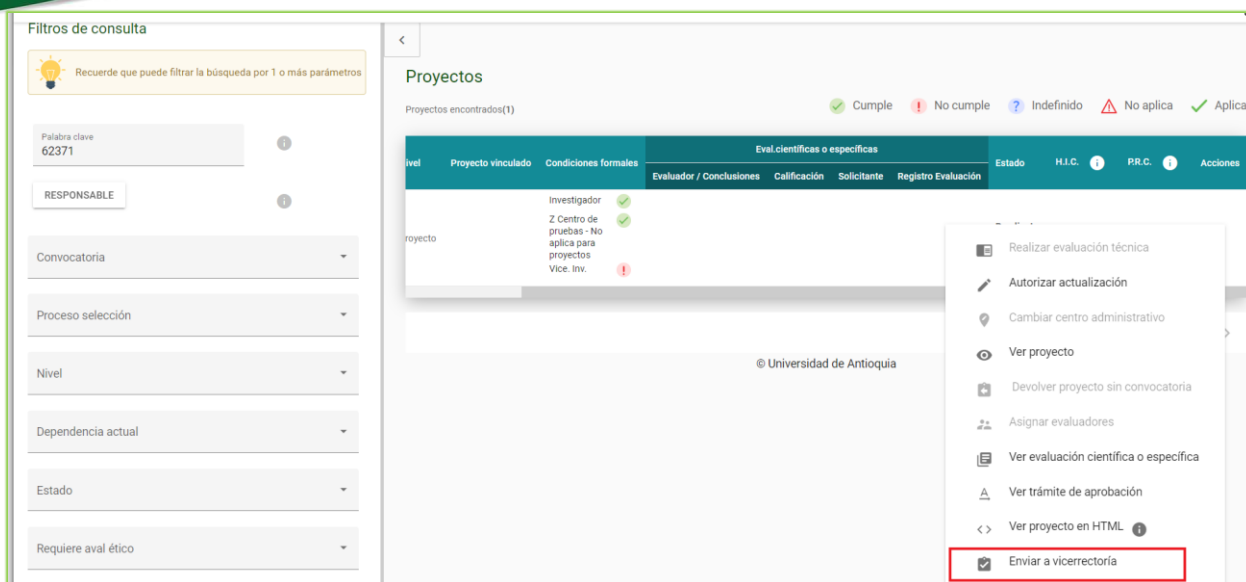 Filtros de consulta
Recuerde que puede filtrar la búsqueda por 1 o más parámetros
Palabra clave
62371
RESPONSABLE
Convocatoria
Proceso selección
Nivel
Dependencia actual
Estado
Requiere aval ético
Proyectos
Proyectos encontrados(1)
Cumple
No cumple
Indefinido
No aplica
Aplica
ivel
Proyecto vinculado
Condiciones formales
Eval.científicas o específicas
Evaluador / Conclusiones
Calificación
Solicitante
Registro Evaluación
Estado
H.I.C.
P.R.C.
Acciones
royecto
Investigador
Z Centro de
pruebas - No
aplica para
proyectos
Vice. Inv.
Realizar evaluación técnica
Autorizar actualización
Cambiar centro administrativo
Ver proyecto
Devolver proyecto sin convocatoria
Asignar evaluadores
Ver evaluación científica o específica
Ver trámite de aprobación
Ver proyecto en HTML
Enviar a vicerrectoría
© Universidad de Antioquia